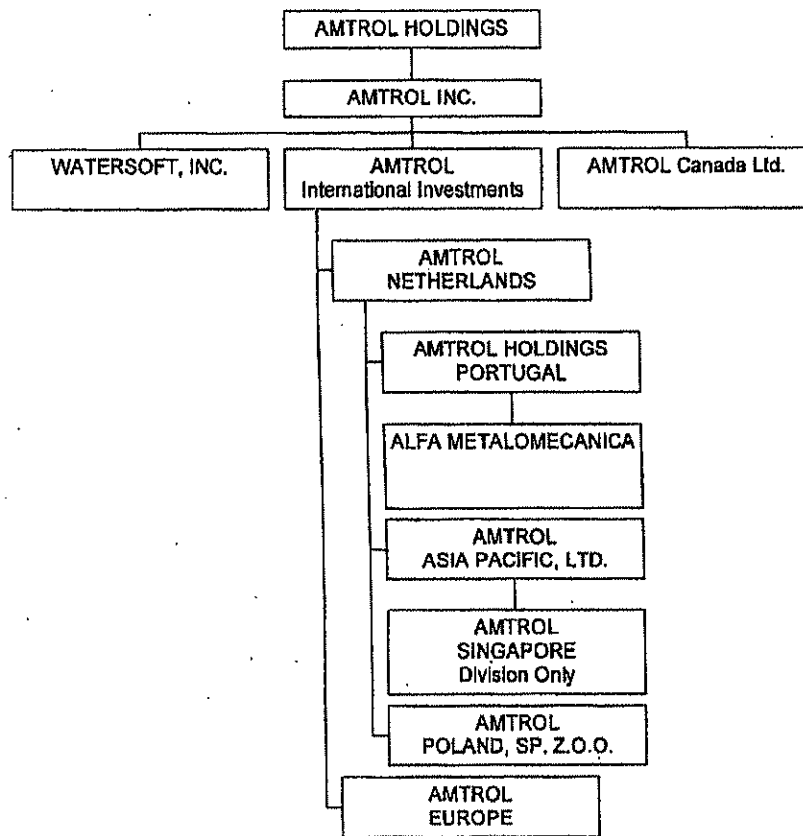 AMTROL HOLDINGS
AMTROL INC.
WATERSOFT, INC.
AMTROL
International Investments
AMTROL Canada Ltd.
AMTROL
NETHERLANDS
AMTROL HOLDINGS
PORTUGAL
ALFA METALOMECANICA
AMTROL
ASIA PACIFIC, LTD.
AMTROL
SINGAPORE
Division Only
AMTROL
POLAND, SP. Z.O.O.
AMTROL
EUROPE